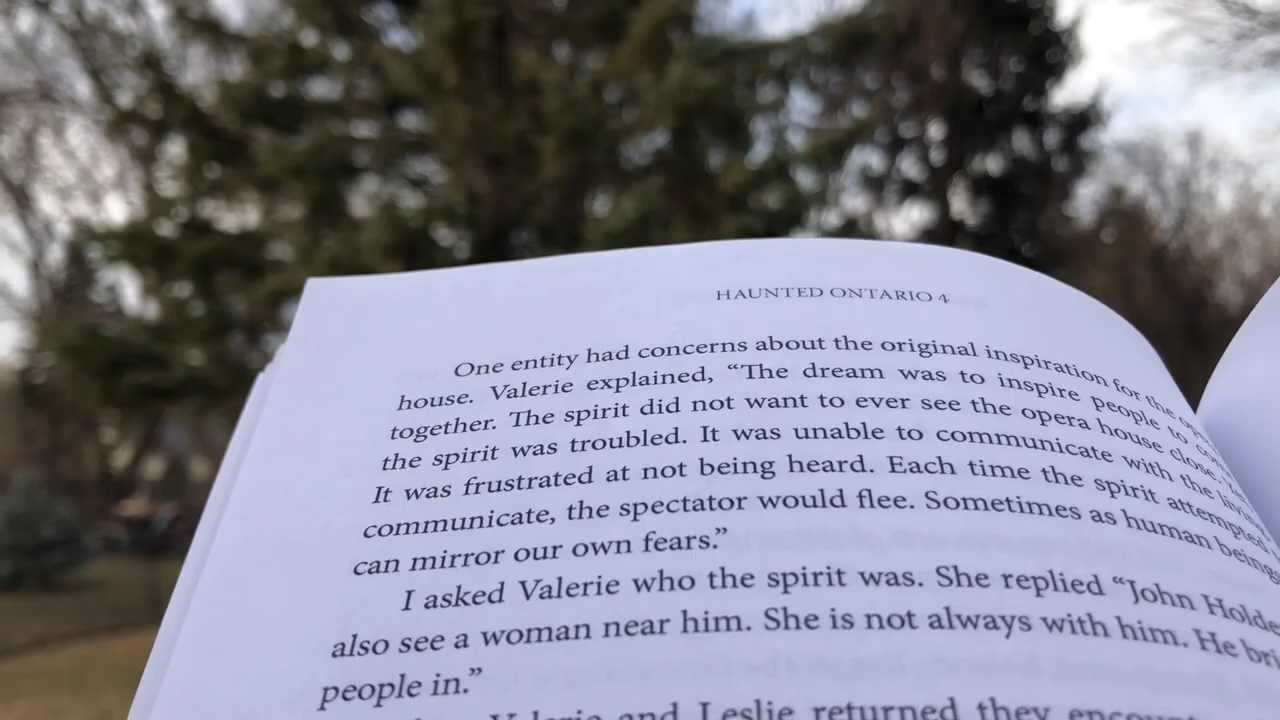 HAUNTED ONTARIO 4
One entity had concerns about the original inspiration for the
house. Valerie explained, “The dream was to inspire people to
together. The spirit did not want to ever see the opera house close.
the spirit was troubled. It was unable to communicate with the
It was frustrated at not being heard. Each time the spirit attempted
communicate, the spectator would flee. Sometimes as human
can mirror our own fears.”
I asked Valerie who the spirit was. She replied “John
also see a woman near him. She is not always with him. He
people in.”
Valerie and Leslie returned they